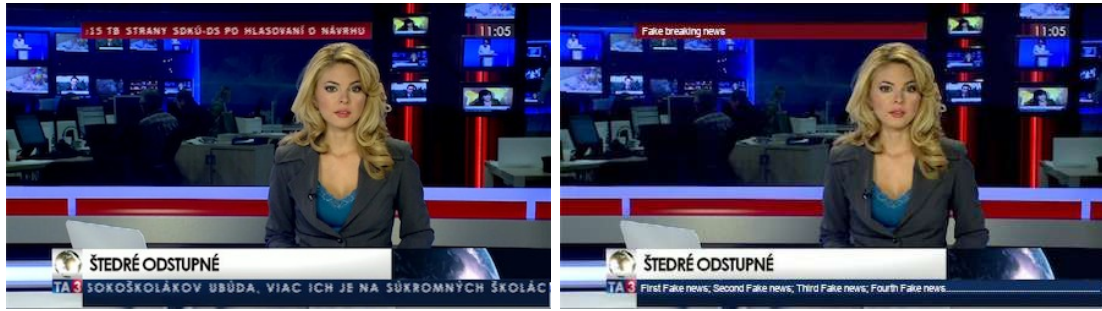 :15 TB STRANY SDKÚ-DS PO HLASOVANÍ O NÁVRHU
11:05
ŠTEDRÉ ODSTUPNÉ
TA3 SOKOŠKOLÁKOV UBÚDA, VIAC ICH JE NA SÚKROMNÝCH ŠKOLÁC
Fake breaking news
11:05
ŠTEDRÉ ODSTUPNÉ
TA3 First Fake news; Second Fake news; Third Fake news; Fourth Fake news